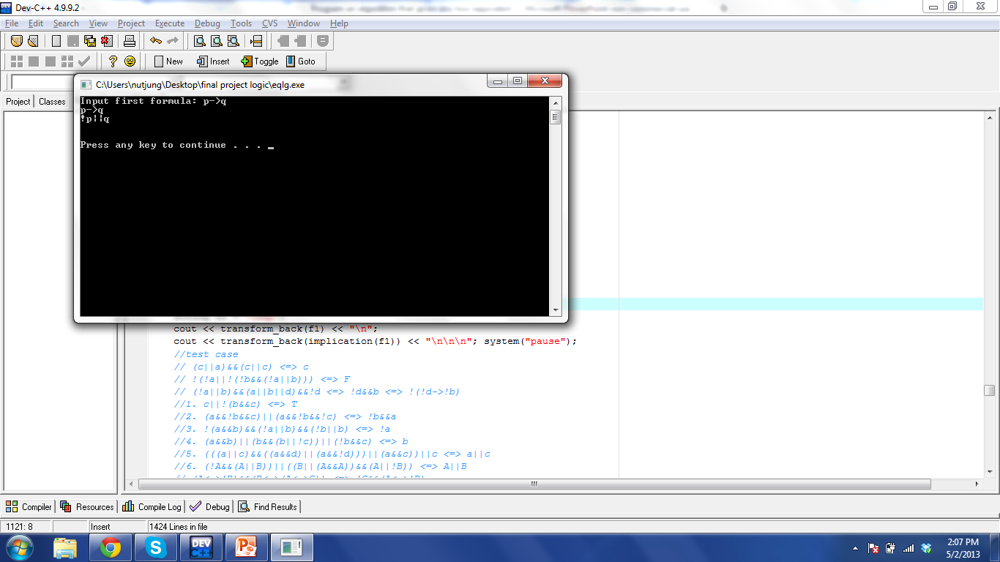 Dev-C++ 4.9.9.2
File Edit Search View Project Execute Debug Tools CVS Window Help
New Insert Toggle Goto
C:\Users\nutjung\Desktop\final project logic\eqlg.exe
Project Classes
Input first formula: p->q
p->q
!p||q
Press any key to continue . . . _
cout << transform_back(f1) << "\n";
cout << transform_back(implication(f1)) << "\n\n\n"; system("pause");
//test case
// (c||a)&&(c||c) <=> c
// !(!a||!(!b&&(!a||b))) <=> F
// (!a||b)&&(a||b||d)&&!d <=> !d&&b <=> !(!d->!b)
//1. c||!(b&&c) <=> T
//2. (a&&!b&&c)||(a&&!b&&!c) <=> !b&&a
//3. !(a&&b)&&(!a||b)&&(!b||b) <=> !a
//4. (a&&b)||(b&&(b||!c))||(!b&&c) <=> b
//5. (((a||c)&&((a&&d)||(a&&!d)))||(a&&c))||c <=> a||c
//6. (!A&&(A||B))||((B||(A&&A))&&(A||!B)) <=> A||B
Compiler Resources Compile Log Debug Find Results
1121: 8 Insert 1424 Lines in file
DEV C++
2:07 PM
5/2/2013